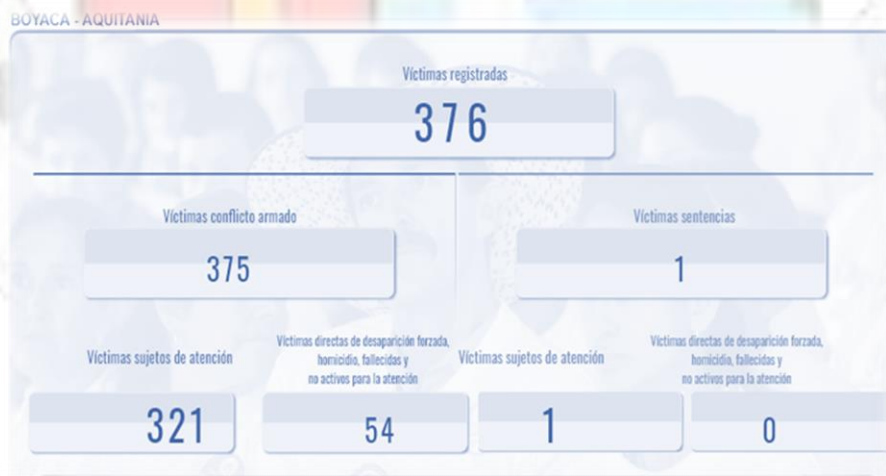 BOYACA - AQUITANIA
Víctimas registradas
376
Víctimas conflicto armado
375
Víctimas sentencias
1
Víctimas sujetos de atención
321
Víctimas directas de desaparición forzada,
homicidio, fallecidas y
no activos para la atención
54
Víctimas sujetos de atención
1
Víctimas directas de desaparición forzada,
homicidio, fallecidas y
no activos para la atención
0